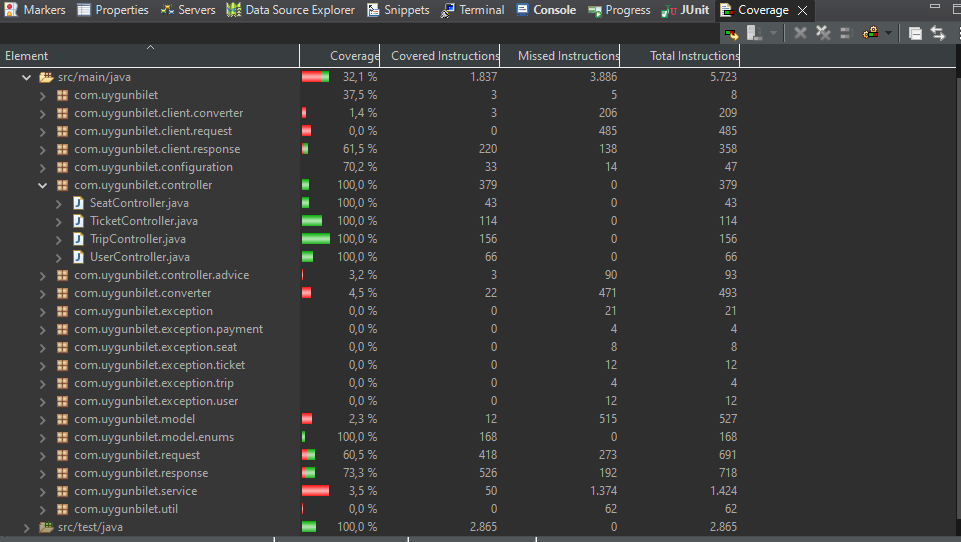 Markers Properties Servers Data Source Explorer Snippets Terminal Console Progress JUnit Coverage
Element Coverage Covered Instructions Missed Instructions Total Instructions
src/main/java 32,1 % 1.837 3.886 5.723
com.uygunbilet 37,5 % 3 5 8
com.uygunbilet.client.converter 1,4 % 3 206 209
com.uygunbilet.client.request 0,0 % 0 485 485
com.uygunbilet.client.response 61,5 % 220 138 358
com.uygunbilet.configuration 70,2 % 33 14 47
com.uygunbilet.controller 100,0 % 379 0 379
SeatController.java 100,0 % 43 0 43
TicketController.java 100,0 % 114 0 114
TripController.java 100,0 % 156 0 156
UserController.java 100,0 % 66 0 66
com.uygunbilet.controller.advice 3,2 % 3 90 93
com.uygunbilet.converter 4,5 % 22 471 493
com.uygunbilet.exception 0,0 % 0 21 21
com.uygunbilet.exception.payment 0,0 % 0 4 4
com.uygunbilet.exception.seat 0,0 % 0 8 8
com.uygunbilet.exception.ticket 0,0 % 0 12 12
com.uygunbilet.exception.trip 0,0 % 0 4 4
com.uygunbilet.exception.user 0,0 % 0 12 12
com.uygunbilet.model 2,3 % 12 515 527
com.uygunbilet.model.enums 100,0 % 168 0 168
com.uygunbilet.request 60,5 % 418 273 691
com.uygunbilet.response 73,3 % 526 192 718
com.uygunbilet.service 3,5 % 50 1.374 1.424
com.uygunbilet.util 0,0 % 0 62 62
src/test/java 100,0 % 2.865 0 2.865